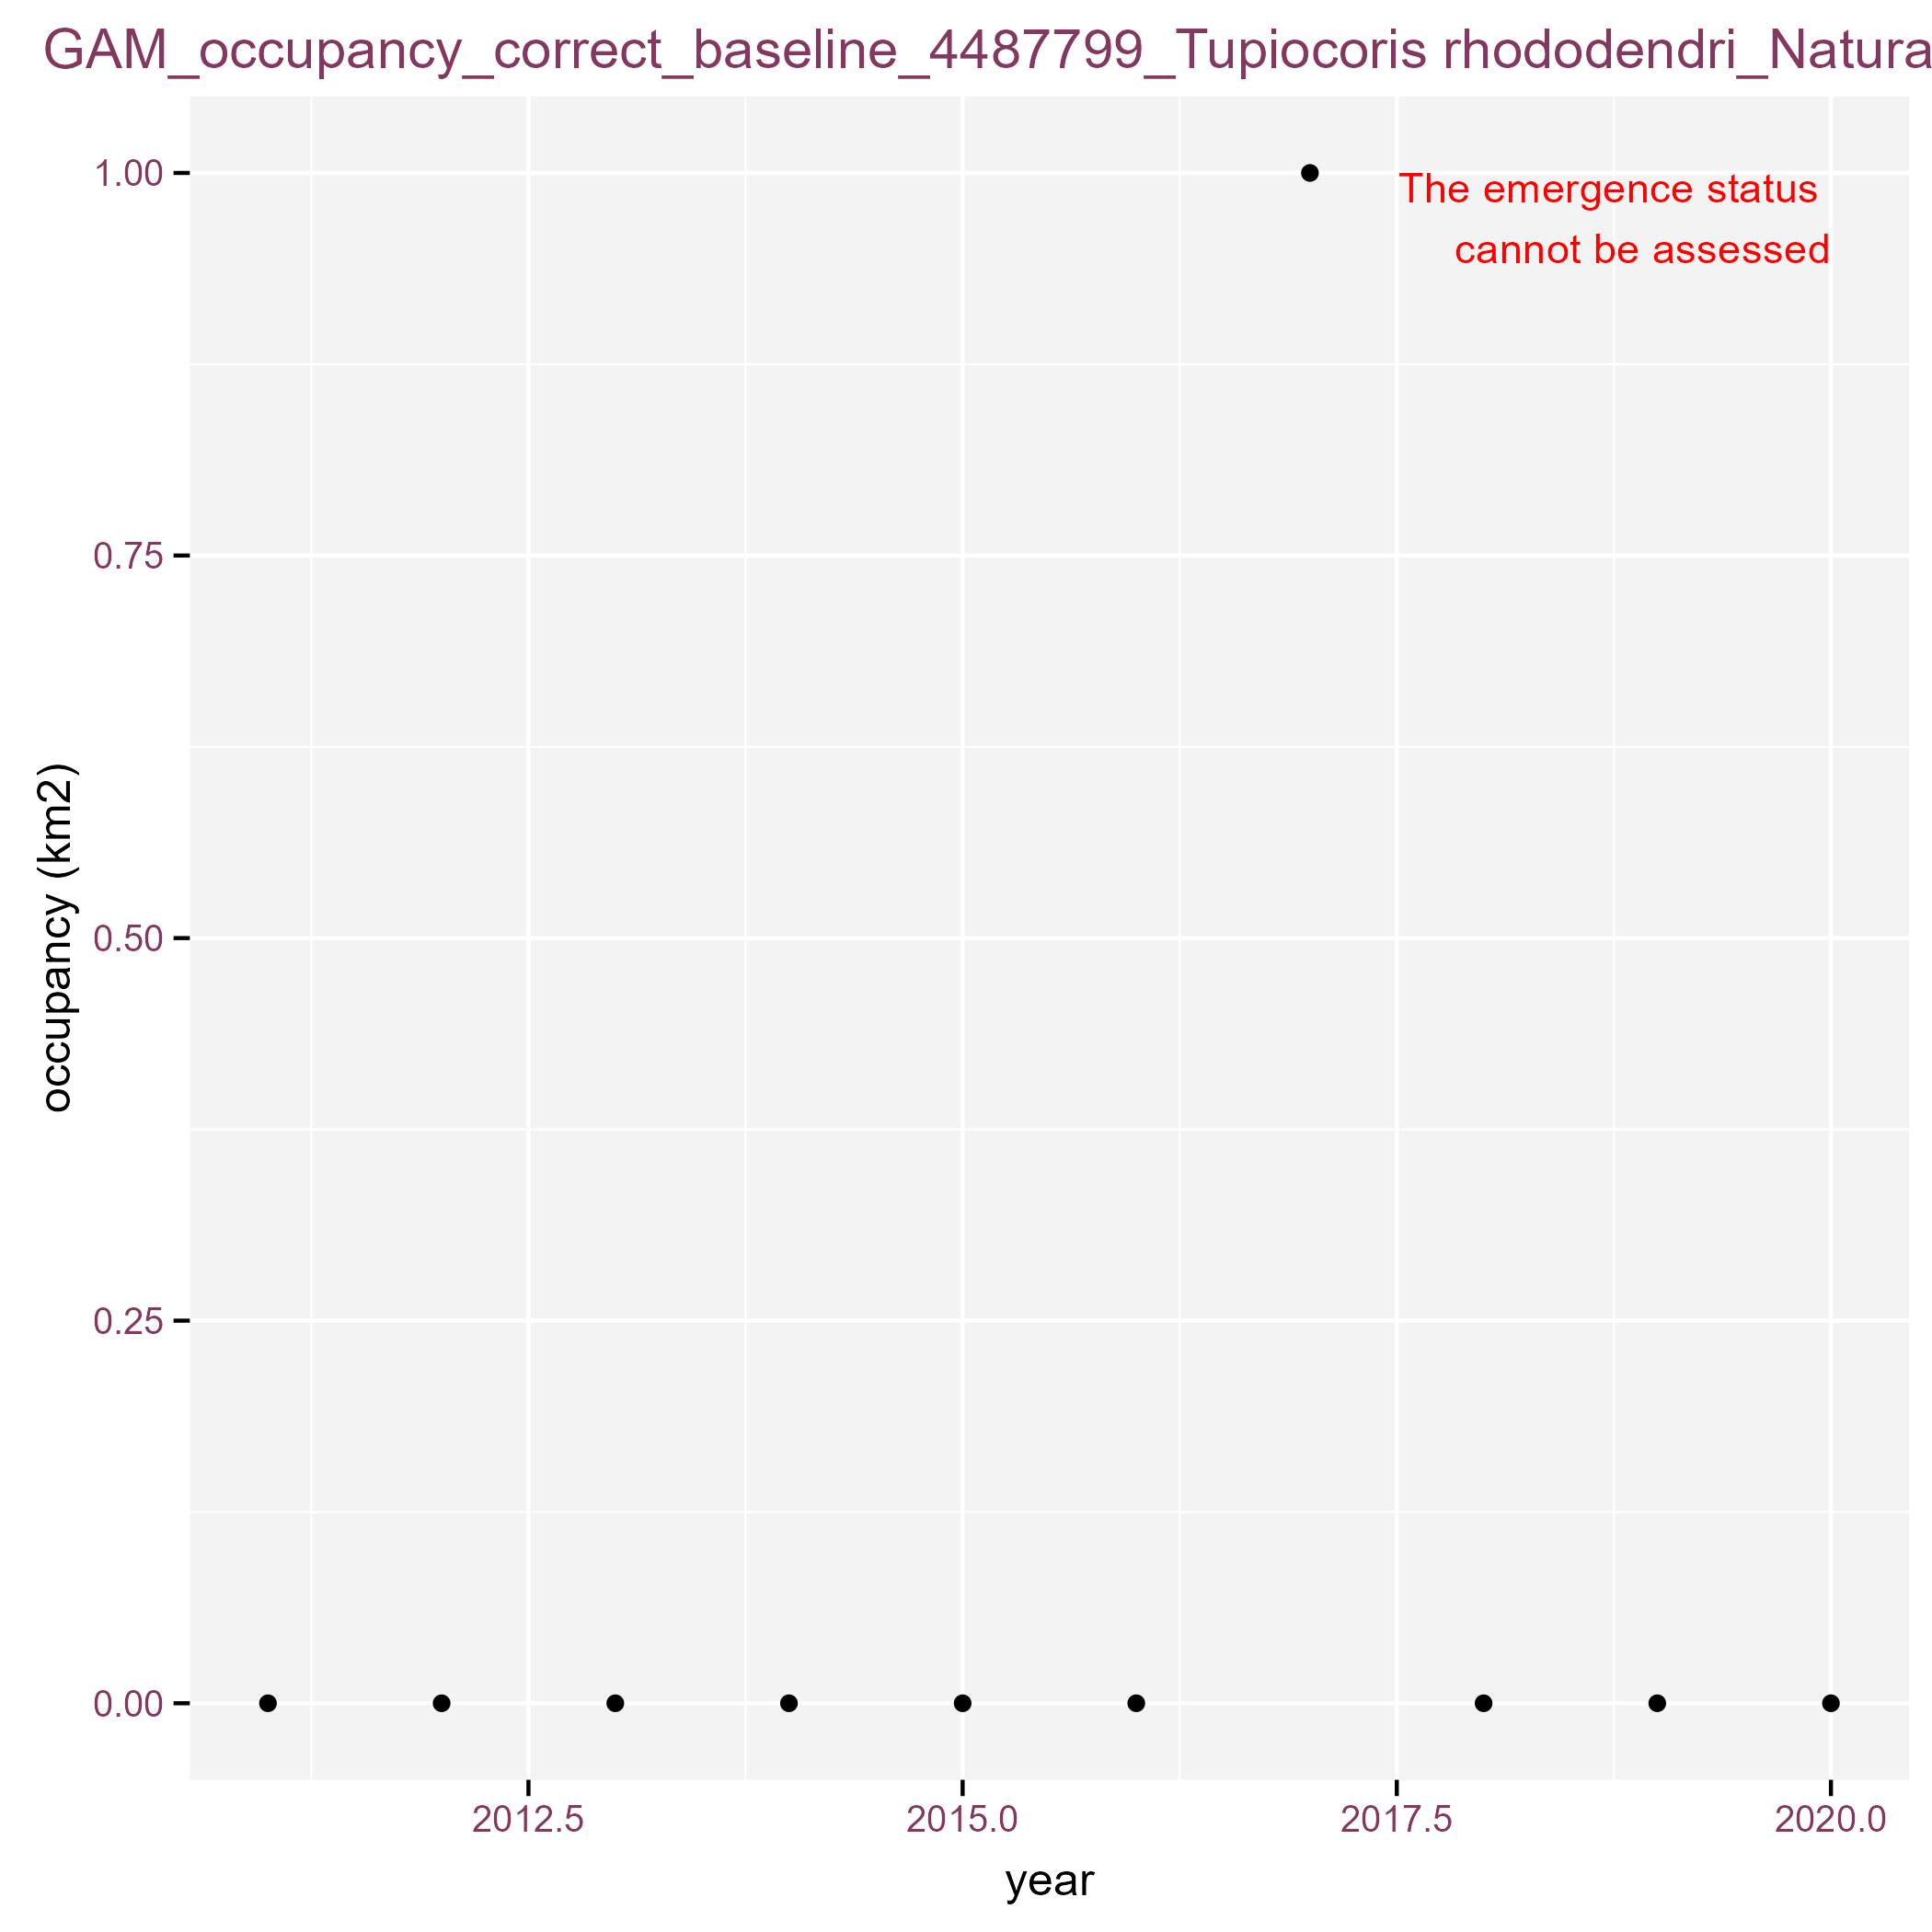 GAM_occupancy_correct_baseline_4487799_Tupiocoris rhododendri_Natura
1.00
The emergence status
cannot be assessed
0.75
occupancy (km2)
0.50
0.25
0.00
2012.5 2015.0 2017.5 2020.0
year